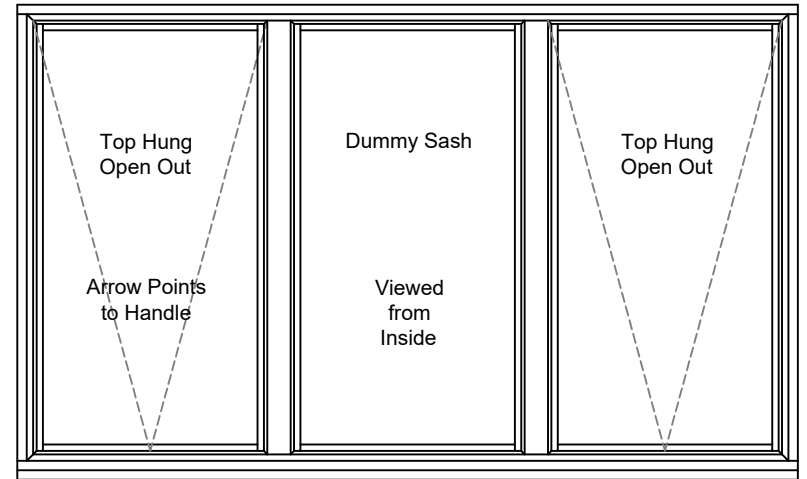 Top Hung
Open Out
Arrow Points
to Handle
Dummy Sash
Viewed
from
Inside
Top Hung
Open Out